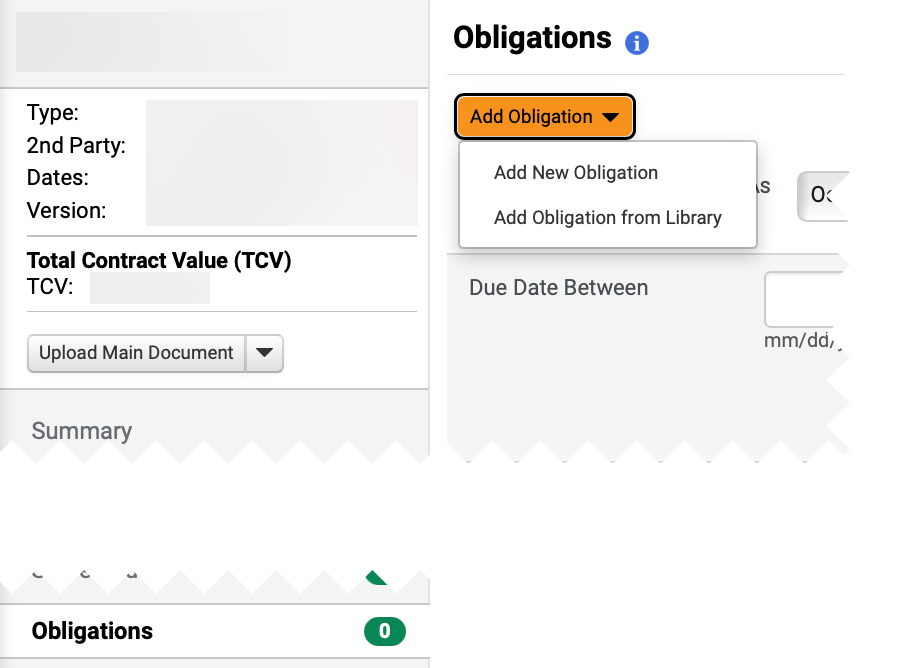 Type:
2nd Party:
Dates:
Version:
Total Contract Value (TCV)
TCV:
Upload Main Document
Summary
Obligations
0
Obligations
Add Obligation
Add New Obligation
Add Obligation from Library
Due Date Between